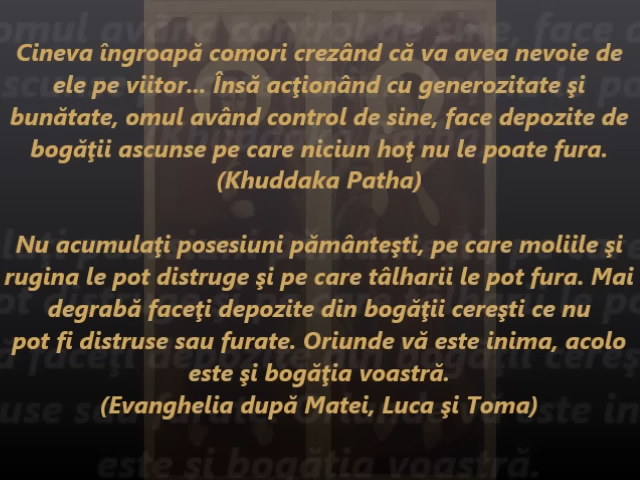 Cineva îngroapă comori crezând că va avea nevoie de
ele pe viitor... Însă acţionând cu generozitate şi
bunătate, omul având control de sine, face depozite de
bogăţii ascunse pe care niciun hoţ nu le poate fura.
(Khuddaka Patha)
Nu acumulaţi posesiuni pământeşti, pe care moliile şi
rugina le pot distruge şi pe care tâlharii le pot fura. Mai
degrabă faceţi depozite din bogăţii cereşti ce nu
pot fi distruse sau furate. Oriunde vă este inima, acolo
este şi bogăţia voastră.
(Evanghelia după Matei, Luca şi Toma)